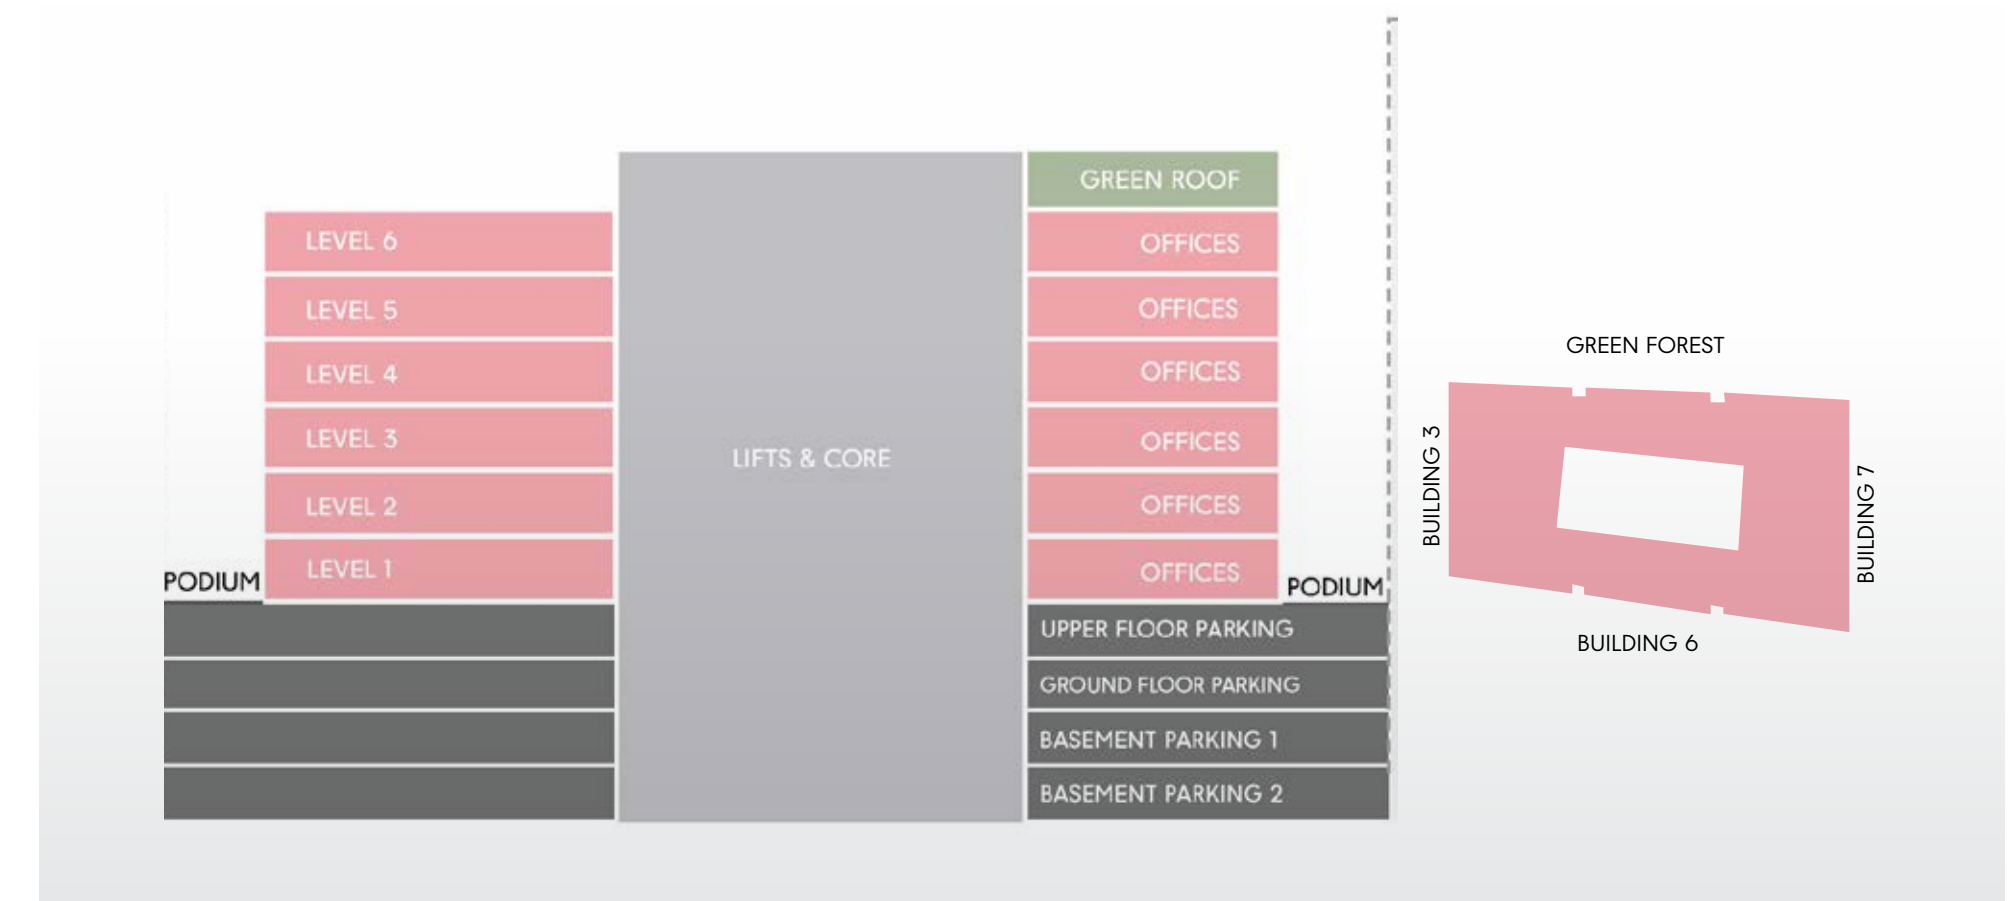 GREEN ROOF
LEVEL 6
OFFICES
LEVEL 5
OFFICES
LEVEL 4
OFFICES
LEVEL 3
OFFICES
LIFTS & CORE
LEVEL 2
OFFICES
LEVEL 1
OFFICES
PODIUM
PODIUM
UPPER FLOOR PARKING
GROUND FLOOR PARKING
BASEMENT PARKING 1
BASEMENT PARKING 2
GREEN FOREST
BUILDING 3
BUILDING 7
BUILDING 6